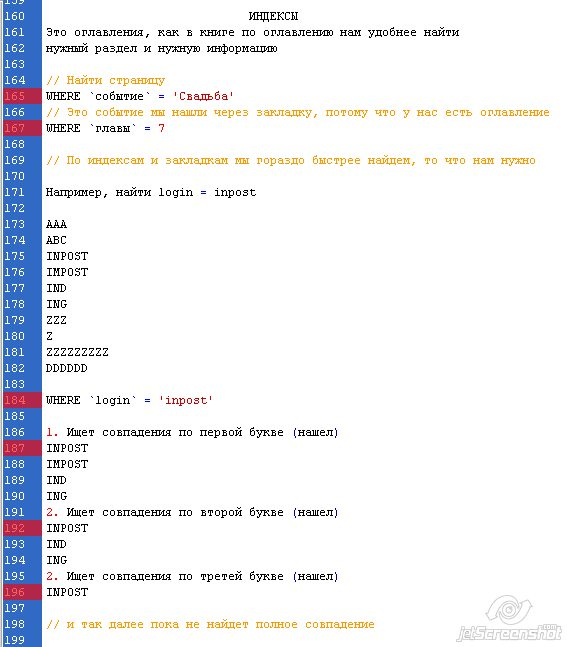 159
160 ИНДЕКСЫ
161 Это оглавления, как в книге по оглавлению нам удобнее найти
162 нужный раздел и нужную информацию
163
164 // Найти страницу
165 WHERE `событие` = 'Свадьба'
166 // Это событие мы нашли через закладку, потому что у нас есть оглавление
167 WHERE `главы` = 7
168
169 // По индексам и закладкам мы гораздо быстрее найдем, то что нам нужно
170
171 Например, найти login = inpost
172
173 AAA
174 ABC
175 INPOST
176 IMPOST
177 IND
178 ING
179 ZZZ
180 Z
181 ZZZZZZZZZ
182 DDDDDD
183
184 WHERE `login` = 'inpost'
185
186 1. Ищет совпадения по первой букве (нашел)
187 INPOST
188 IMPOST
189 IND
190 ING
191 2. Ищет совпадения по второй букве (нашел)
192 INPOST
193 IND
194 ING
195 2. Ищет совпадения по третей букве (нашел)
196 INPOST
197
198 // и так далее пока не найдет полное совпадение
199
jetScreenshot.com